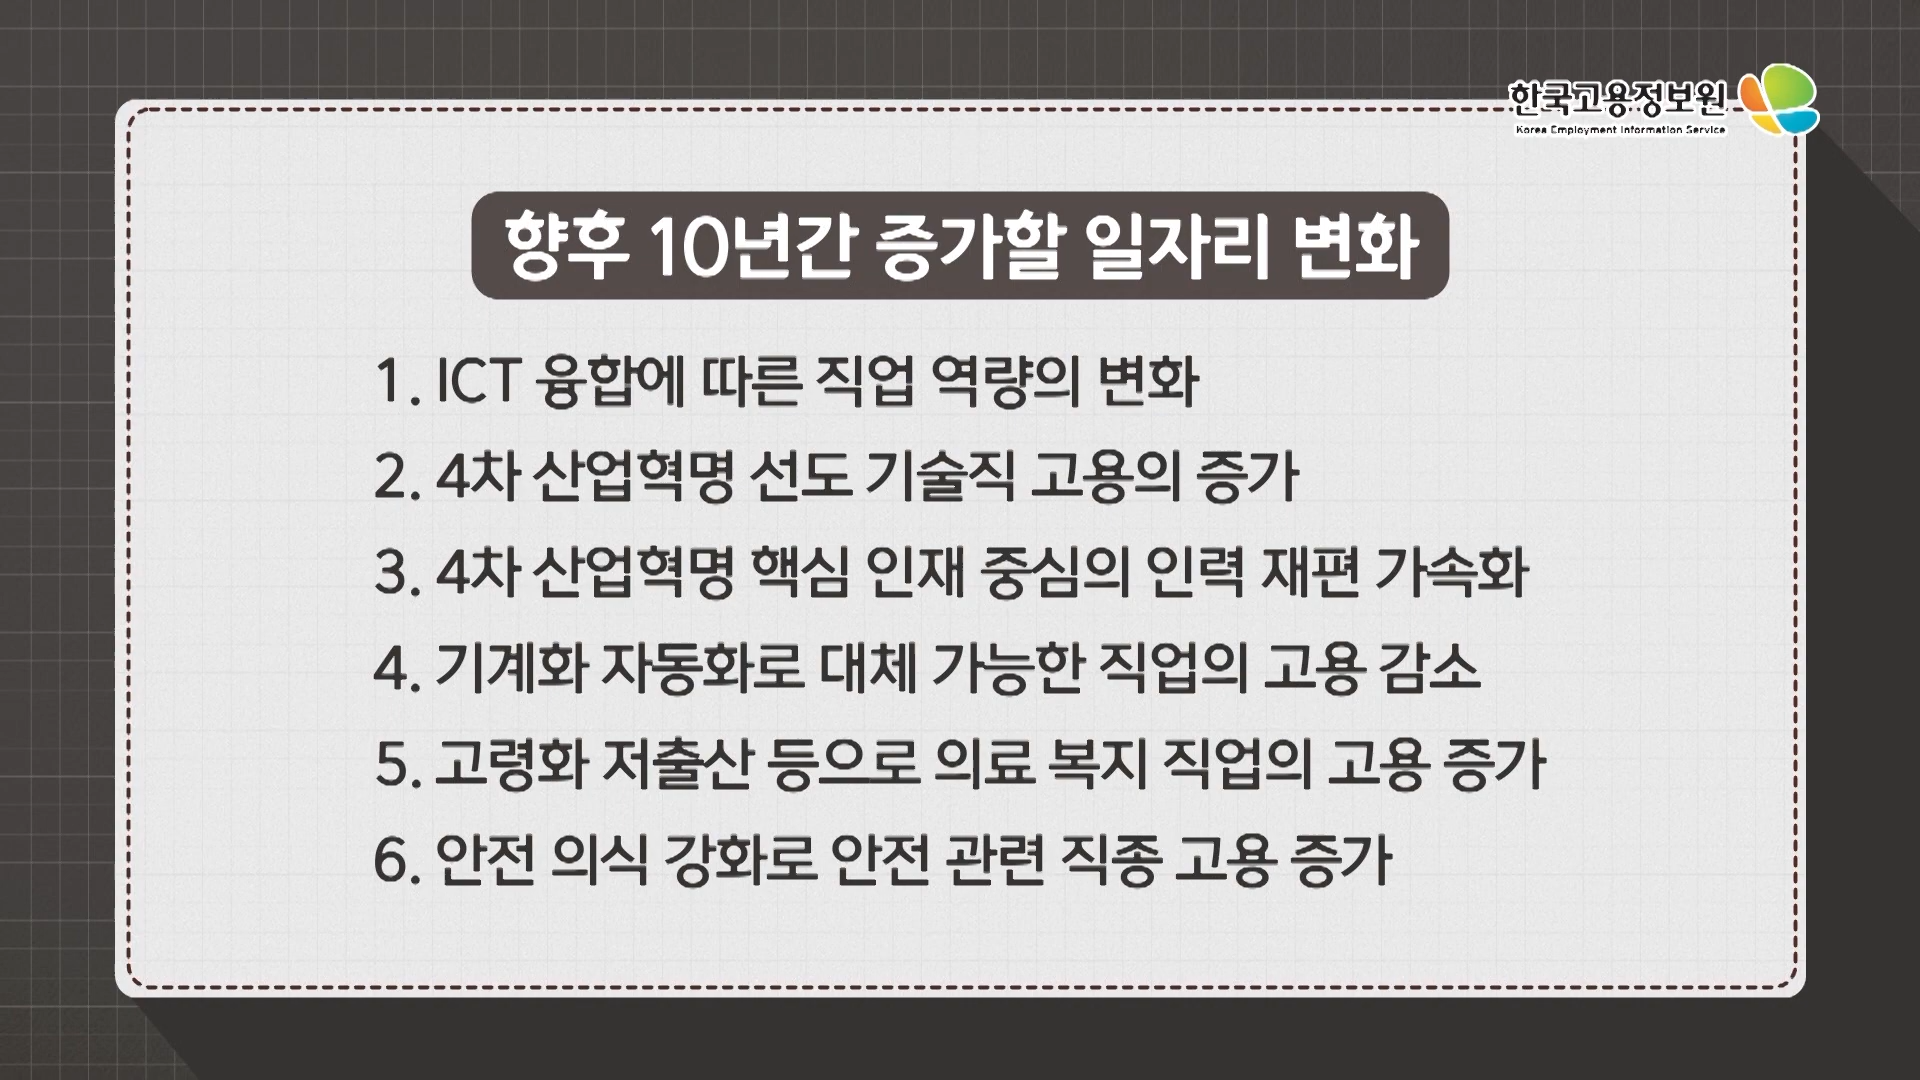 한국고용정보원
Korea Employment Information Service
향후 10년간 증가할 일자리 변화
1. ICT 융합에 따른 직업 역량의 변화
2. 4차 산업혁명 선도 기술직 고용의 증가
3. 4차 산업혁명 핵심 인재 중심의 인력 재편 가속화
4. 기계화 자동화로 대체 가능한 직업의 고용 감소
5. 고령화 저출산 등으로 의료 복지 직업의 고용 증가
6. 안전 의식 강화로 안전 관련 직종 고용 증가